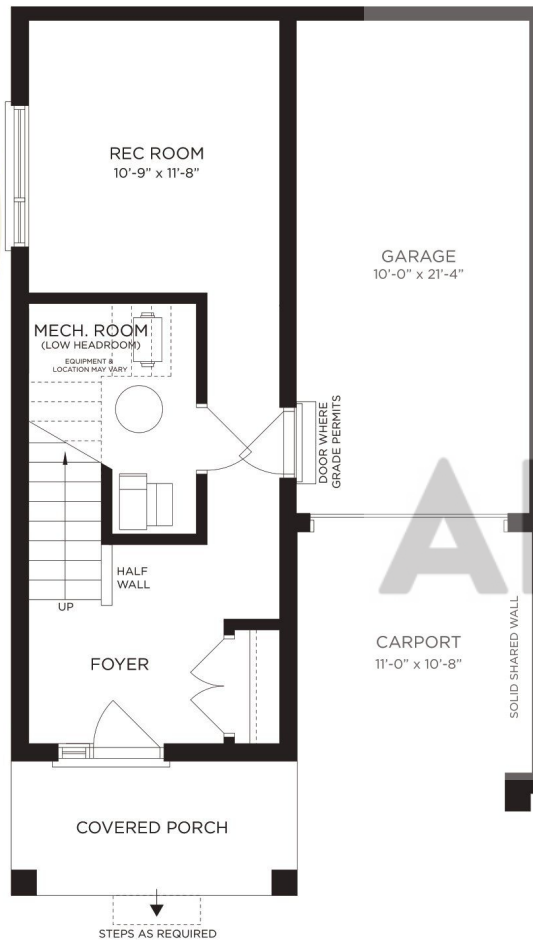 REC ROOM
10'-9" x 11'-8"
GARAGE
10'-0" x 21'-4"
MECH. ROOM
(LOW HEADROOM)
EQUIPMENT &
LOCATION MAY VARY
DOOR WHERE
GRADE PERMITS
HALF
WALL
UP
FOYER
CARPORT
11'-0" x 10'-8"
SOLID SHARED WALL
COVERED PORCH
STEPS AS REQUIRED